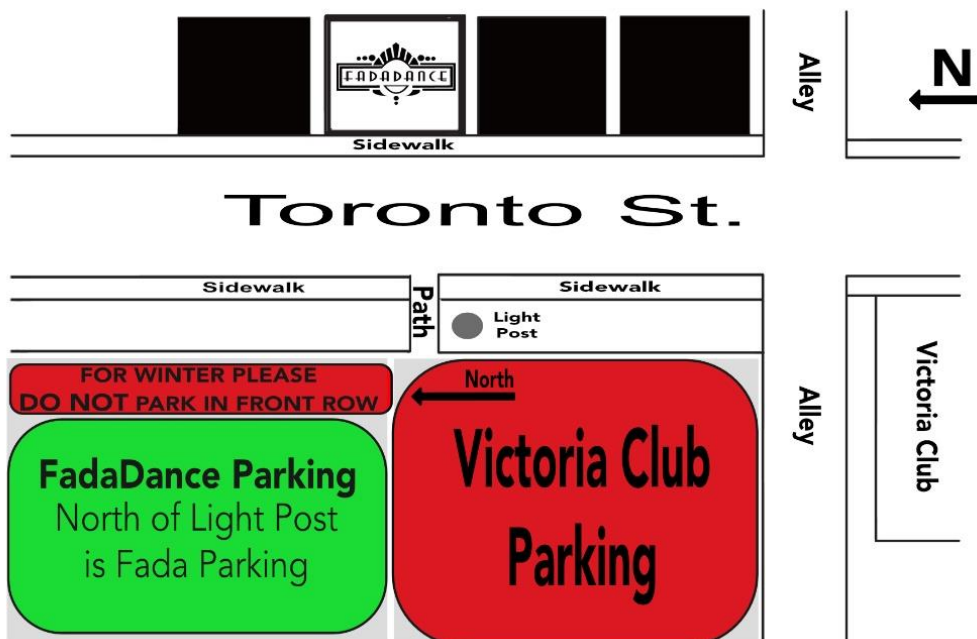 FADADANCE
Alley
N
Sidewalk
Toronto St.
Sidewalk
Path
Sidewalk
Light
Post
FOR WINTER PLEASE
DO NOT PARK IN FRONT ROW
North
Alley
Victoria Club
FadaDance Parking
North of Light Post
is Fada Parking
Victoria Club
Parking